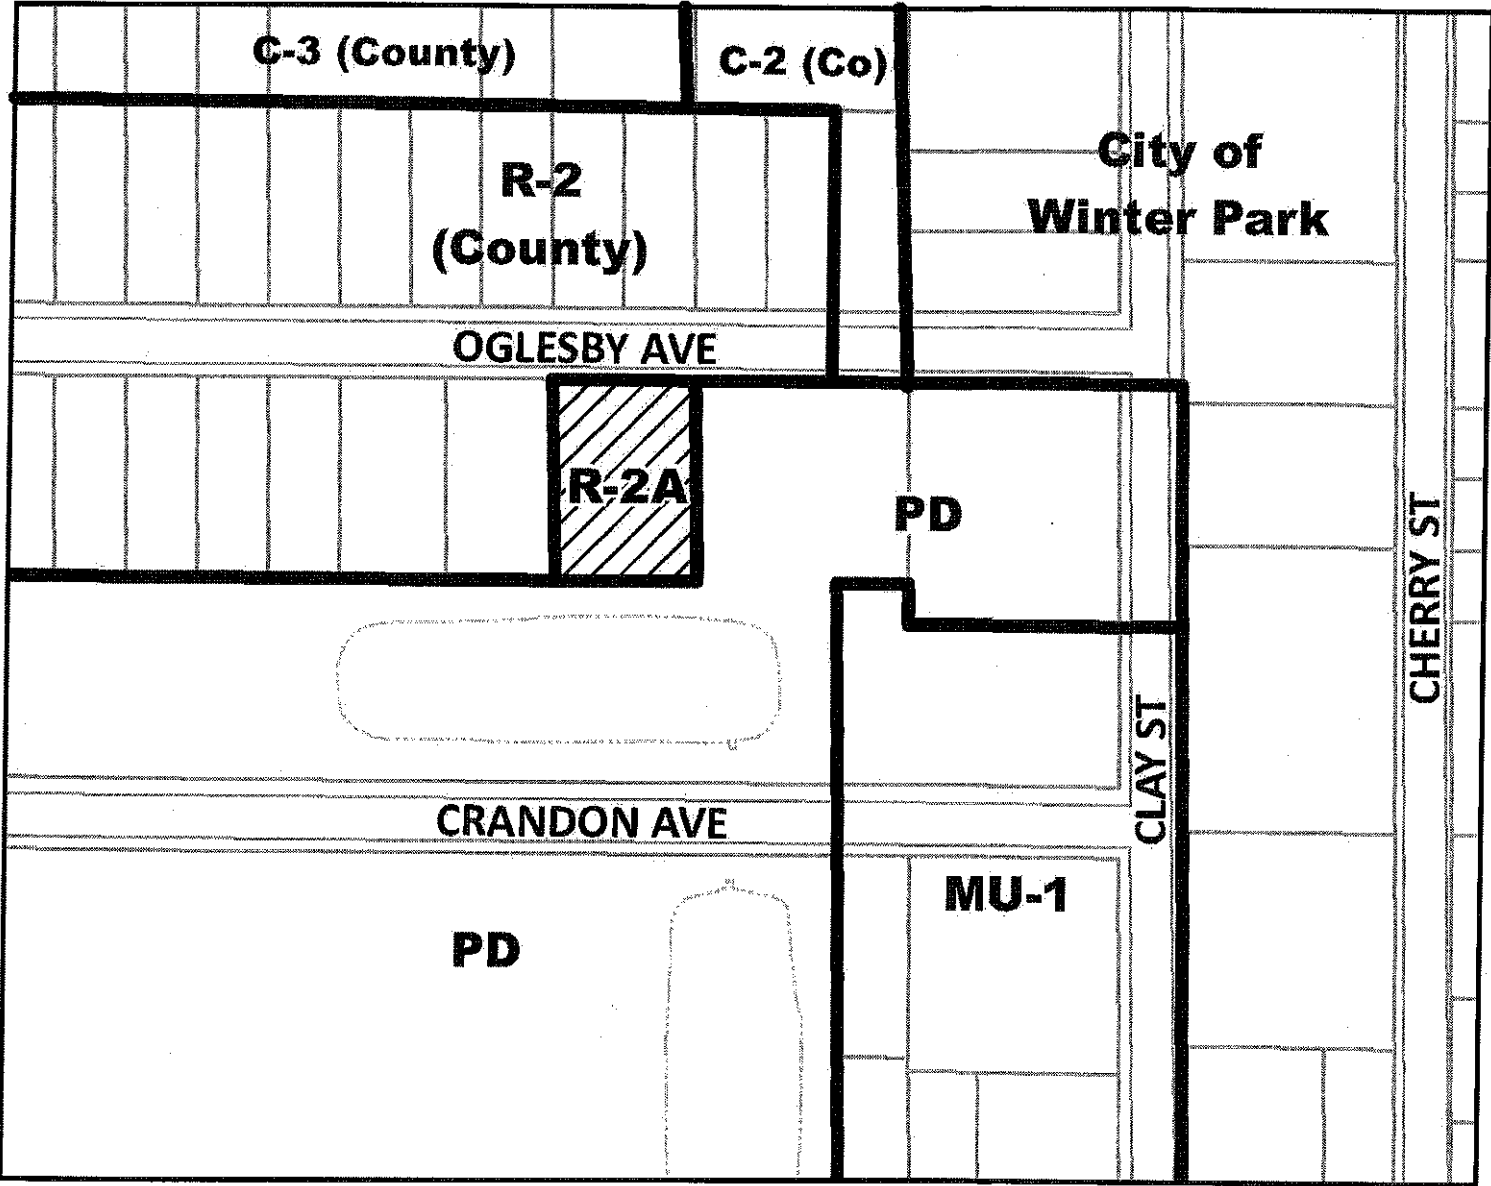 C-3 (County)
C-2 (Co)
City of
Winter Park
R-2
(County)
OGLESBY AVE
R-2A
PD
CHERRY ST
CLAY ST
CRANDON AVE
MU-1
PD